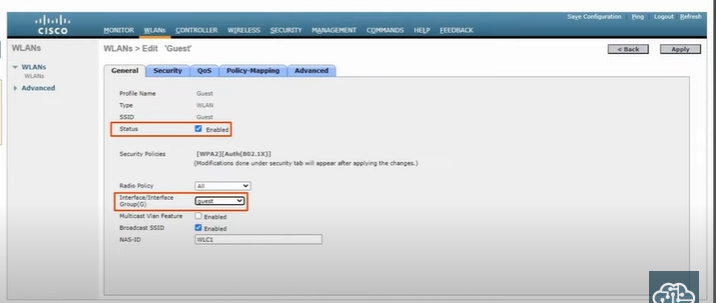 Save Configuration | Ping | Logout | Refresh
CISCO
MONITOR WLANs CONTROLLER WIRELESS SECURITY MANAGEMENT COMMANDS HELP FEEDBACK
WLANs
WLANs > Edit 'Guest'
< Back
Apply
WLANs
WLANs
Advanced
General Security QoS Policy-Mapping Advanced
Profile Name Guest
Type WLAN
SSID Guest
Status Enabled
Security Policies [WPA2][Auth(802.1X)]
(Modifications done under security tab will appear after applying the changes.)
Radio Policy All
Interface/Interface
Group(G) guest
Multicast Vlan Feature Enabled
Broadcast SSID Enabled
NAS-ID WLC1